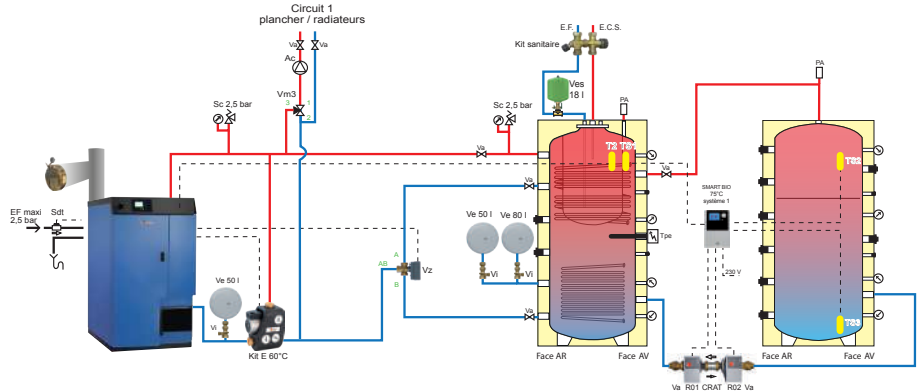 Circuit 1
plancher / radiateurs
Va
Va
Ac
Vm3
3
1
2
Sc 2,5 bar
Sc 2,5 bar
E.F.
E.C.S.
Kit sanitaire
Ves
18 l
PA
PA
T2
TS1
TS2
Va
Va
Va
SMART BIO
75°C
système 1
EF maxi
2,5 bar
Sdt
Ve 50 l
Ve 80 l
Tpe
A
AB
B
Vz
Vi
Vi
230 V
Ve 50 l
Vi
Va
TS3
Kit E 60°C
Face AR
Face AV
Face AR
Face AV
Va
R01
CRAT
R02
Va